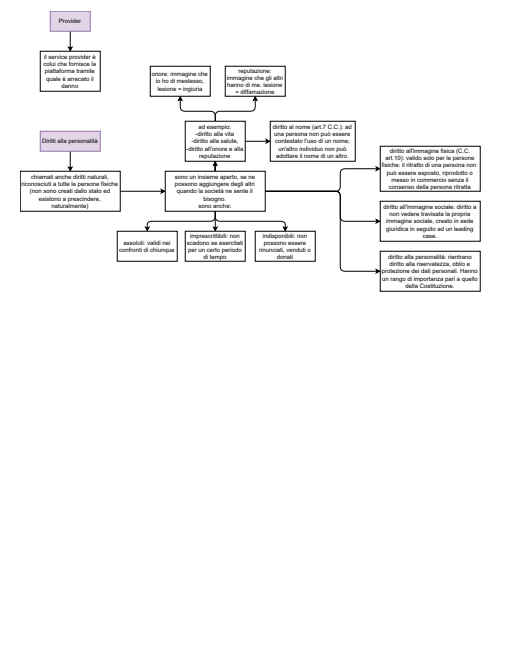 Provider
il service provider è
colui che fornisce la
piattaforma tramite
quale è arrecato il
danno
onore: immagine che
io ho di mestesso,
lesione = ingiuria
reputazione:
immagine che gli altri
hanno di me. lesione
= diffamazione
ad esempio:
-diritto alla vita
-diritto alla salute,
-diritto all'onore e alla
reputazione
diritto al nome (art.7 C.C.): ad
una persona non può essere
contestato l'uso di un nome;
un'altro individuo non può
adottare il nome di un altro.
Diritti alla personalità
chiamati anche diritti naturali,
riconosciuti a tutte le persone fisiche
(non sono creati dallo stato ed
esistono a prescindere,
naturalmente)
sono un insieme aperto, se ne
possono aggiungere degli altri
quando la società ne sente il
bisogno.
sono anche:
diritto all'immagine fisica (C.C.
art.10): valido solo per le persone
fisiche: il ritratto di una persona non
può essere esposto, riprodotto o
messo in commercio senza il
consenso della persona ritratta
diritto all'immagine sociale: diritto a
non vedere travisata la propria
immagine sociale, creato in sede
giuridica in seguito ad un leading
case.
diritto alla personalità: rientrano
diritto alla riservatezza, oblio e
protezione dei dati personali. Hanno
un rango di importanza pari a quello
della Costituzione.
assoluti: validi nei
confronti di chiunque
imprescrittibili: non
scadono se esercitati
per un certo periodo
di tempo
indisponibili: non
possono essere
rinunciati, venduti o
donati